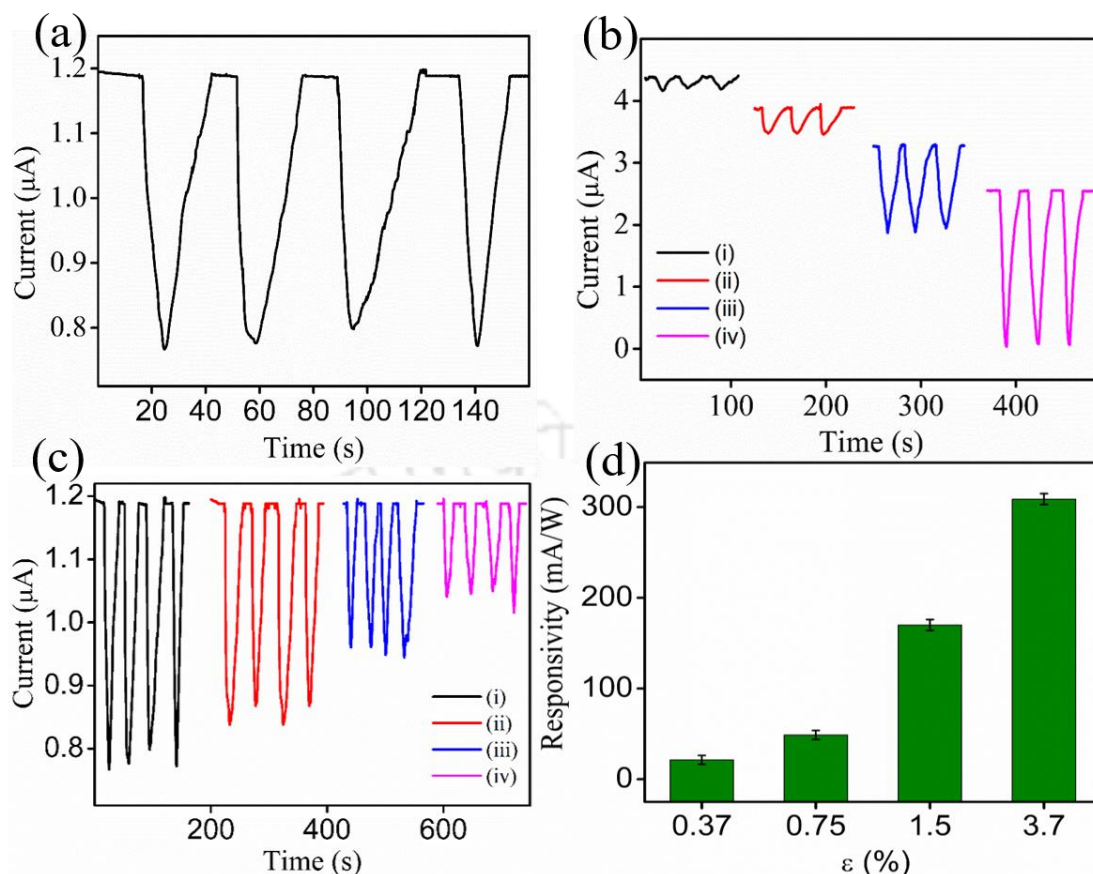 (a)
1.2
1.1
1.0
0.9
0.8
Current (μA)
20 40 60 80 100 120 140
Time (s)
(b)
4
3
2
1
0
Current (μA)
(i)
(ii)
(iii)
(iv)
100 200 300 400
Time (s)
(c)
1.2
1.1
1.0
0.9
0.8
Current (μA)
(i)
(ii)
(iii)
(iv)
200 400 600
Time (s)
(d)
300
200
100
0
Responsivity (mA/W)
0.37 0.75 1.5 3.7
ε (%)